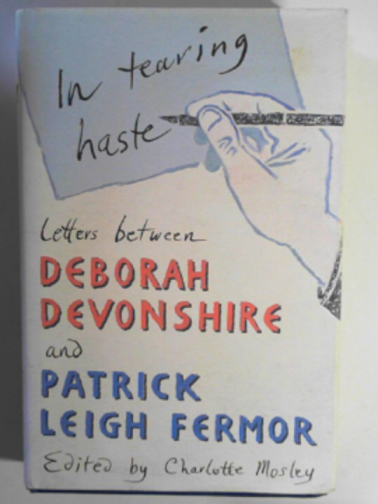 In tearing
haste
Letters between
DEBORAH
DEVONSHIRE
and
PATRICK
LEIGH FERMOR
Edited by Charlotte Mosley